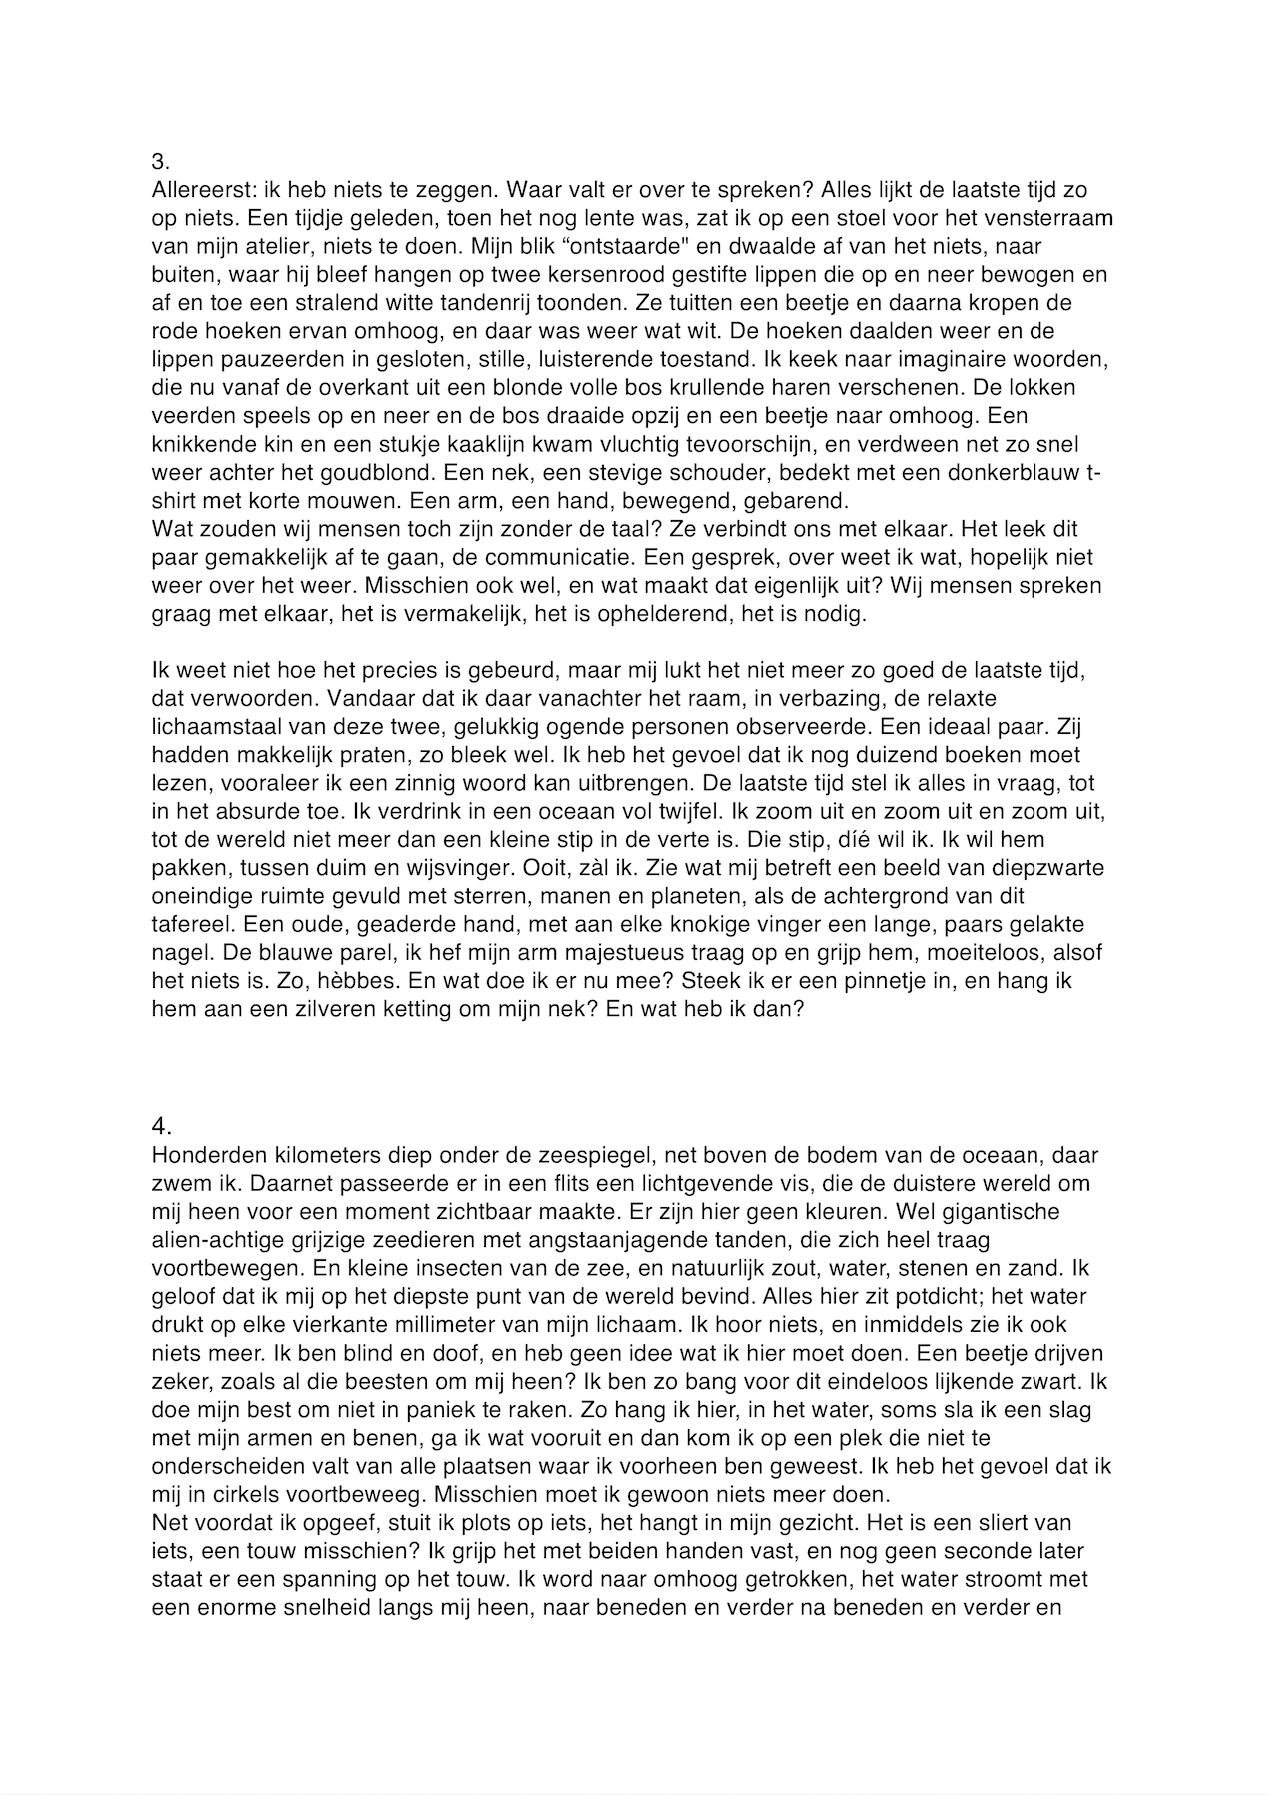 3.
Allereerst: ik heb niets te zeggen. Waar valt er over te spreken? Alles lijkt de laatste tijd zo
op niets. Een tijdje geleden, toen het nog lente was, zat ik op een stoel voor het vensterraam
van mijn atelier, niets te doen. Mijn blik “ontstaarde" en dwaalde af van het niets, naar
buiten, waar hij bleef hangen op twee kersenrood gestifte lippen die op en neer bewogen en
af en toe een stralend witte tandenrij toonden. Ze tuitten een beetje en daarna kropen de
rode hoeken ervan omhoog, en daar was weer wat wit. De hoeken daalden weer en de
lippen pauzeerden in gesloten, stille, luisterende toestand. Ik keek naar imaginaire woorden,
die nu vanaf de overkant uit een blonde volle bos krullende haren verschenen. De lokken
veerden speels op en neer en de bos draaide opzij en een beetje naar omhoog. Een
knikkende kin en een stukje kaaklijn kwam vluchtig tevoorschijn, en verdween net zo snel
weer achter het goudblond. Een nek, een stevige schouder, bedekt met een donkerblauw t-
shirt met korte mouwen. Een arm, een hand, bewegend, gebarend.
Wat zouden wij mensen toch zijn zonder de taal? Ze verbindt ons met elkaar. Het leek dit
paar gemakkelijk af te gaan, de communicatie. Een gesprek, over weet ik wat, hopelijk niet
weer over het weer. Misschien ook wel, en wat maakt dat eigenlijk uit? Wij mensen spreken
graag met elkaar, het is vermakelijk, het is ophelderend, het is nodig.
Ik weet niet hoe het precies is gebeurd, maar mij lukt het niet meer zo goed de laatste tijd,
dat verwoorden. Vandaar dat ik daar vanachter het raam, in verbazing, de relaxte
lichaamstaal van deze twee, gelukkig ogende personen observeerde. Een ideaal paar. Zij
hadden makkelijk praten, zo bleek wel. Ik heb het gevoel dat ik nog duizend boeken moet
lezen, vooraleer ik een zinnig woord kan uitbrengen. De laatste tijd stel ik alles in vraag, tot
in het absurde toe. Ik verdrink in een oceaan vol twijfel. Ik zoom uit en zoom uit en zoom uit,
tot de wereld niet meer dan een kleine stip in de verte is. Die stip, díé wil ik. Ik wil hem
pakken, tussen duim en wijsvinger. Ooit, zàl ik. Zie wat mij betreft een beeld van diepzwarte
oneindige ruimte gevuld met sterren, manen en planeten, als de achtergrond van dit
tafereel. Een oude, geaderde hand, met aan elke knokige vinger een lange, paars gelakte
nagel. De blauwe parel, ik hef mijn arm majestueus traag op en grijp hem, moeiteloos, alsof
het niets is. Zo, hèbbes. En wat doe ik er nu mee? Steek ik er een pinnetje in, en hang ik
hem aan een zilveren ketting om mijn nek? En wat heb ik dan?
4.
Honderden kilometers diep onder de zeespiegel, net boven de bodem van de oceaan, daar
zwem ik. Daarnet passeerde er in een flits een lichtgevende vis, die de duistere wereld om
mij heen voor een moment zichtbaar maakte. Er zijn hier geen kleuren. Wel gigantische
alien-achtige grijzige zeedieren met angstaanjagende tanden, die zich heel traag
voortbewegen. En kleine insecten van de zee, en natuurlijk zout, water, stenen en zand. Ik
geloof dat ik mij op het diepste punt van de wereld bevind. Alles hier zit potdicht; het water
drukt op elke vierkante millimeter van mijn lichaam. Ik hoor niets, en inmiddels zie ik ook
niets meer. Ik ben blind en doof, en heb geen idee wat ik hier moet doen. Een beetje drijven
zeker, zoals al die beesten om mij heen? Ik ben zo bang voor dit eindeloos lijkende zwart. Ik
doe mijn best om niet in paniek te raken. Zo hang ik hier, in het water, soms sla ik een slag
met mijn armen en benen, ga ik wat vooruit en dan kom ik op een plek die niet te
onderscheiden valt van alle plaatsen waar ik voorheen ben geweest. Ik heb het gevoel dat ik
mij in cirkels voortbeweeg. Misschien moet ik gewoon niets meer doen.
Net voordat ik opgeef, stuit ik plots op iets, het hangt in mijn gezicht. Het is een sliert van
iets, een touw misschien? Ik grijp het met beiden handen vast, en nog geen seconde later
staat er een spanning op het touw. Ik word naar omhoog getrokken, het water stroomt met
een enorme snelheid langs mij heen, naar beneden en verder na beneden en verder en